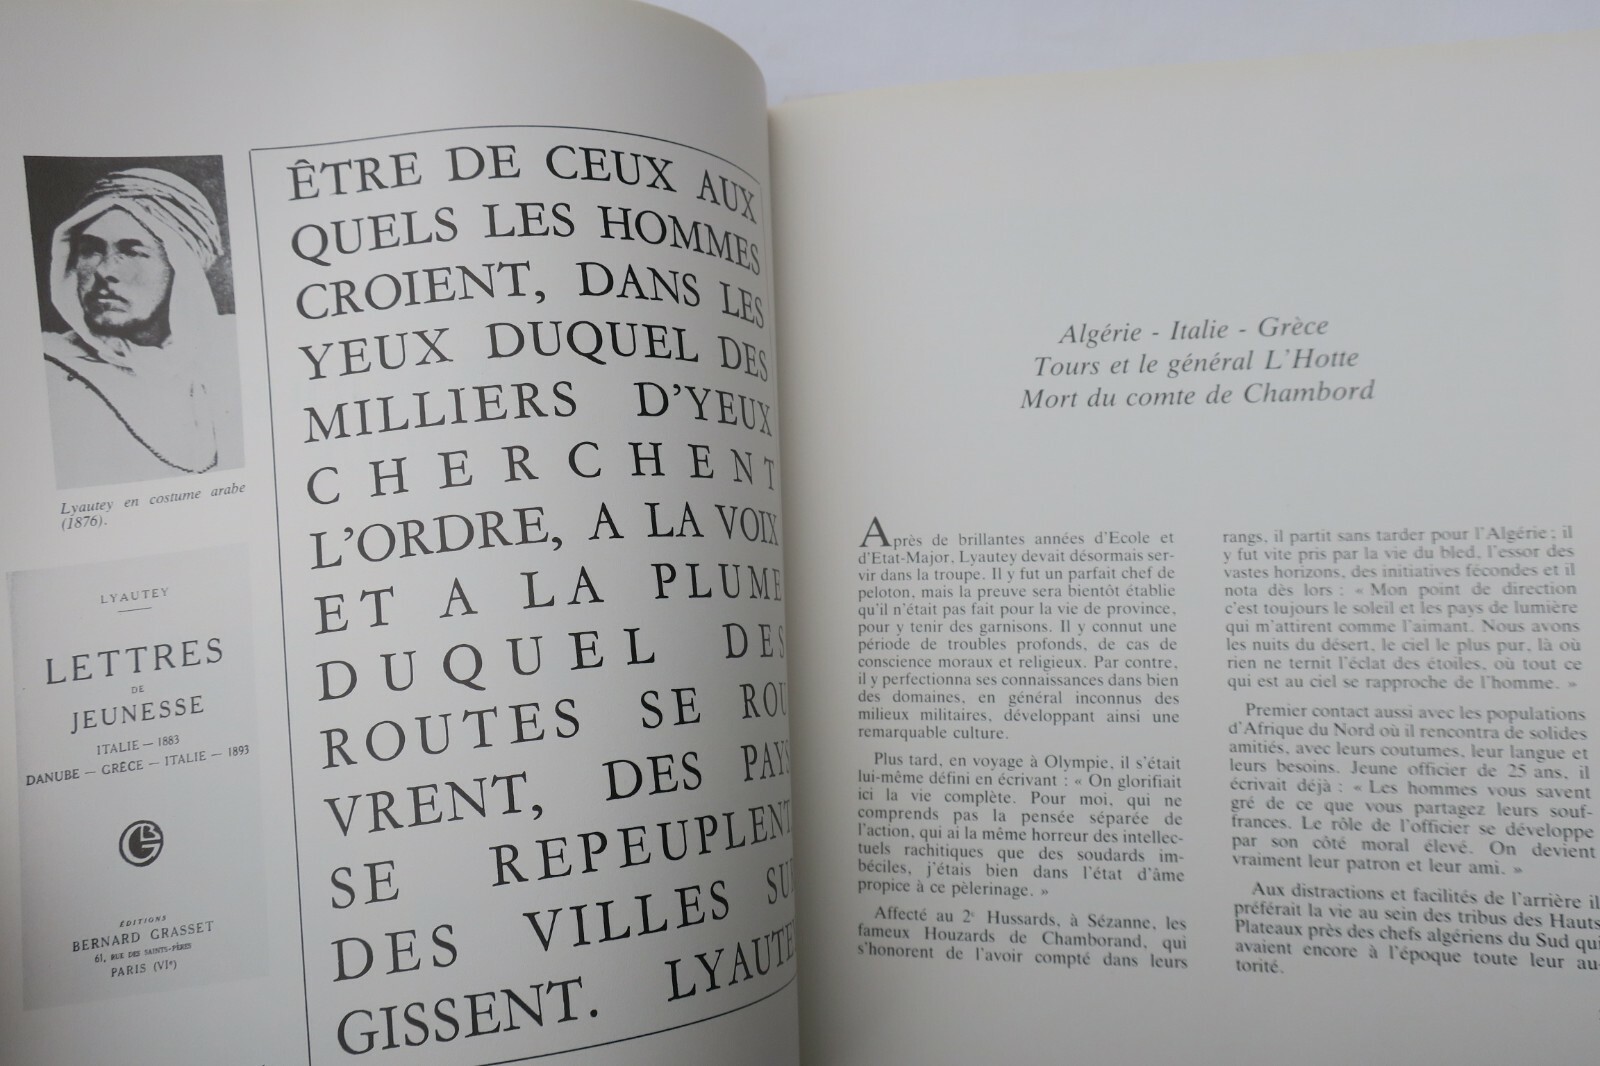 Lyautey en costume arabe
(1876).
LYAUTEY
LETTRES
DE
JEUNESSE
ITALIE — 1883
DANUBE — GRÈCE — ITALIE — 1893
ÉDITIONS
BERNARD GRASSET
61, RUE DES SAINTS-PÈRES
PARIS (VIe)
ÊTRE DE CEUX AUX
QUELS LES HOMMES
CROIENT, DANS LES
YEUX DUQUEL DES
MILLIERS D'YEUX
CHERCHENT
L'ORDRE, A LA VOIX
ET A LA PLUME
DUQUEL DES
ROUTES SE ROU
VRENT, DES PAYS
SE REPEUPLENT
DES VILLES SUR
GISSENT. LYAUTEY
Algérie - Italie - Grèce
Tours et le général L'Hotte
Mort du comte de Chambord
Après de brillantes années d'Ecole et
d'Etat-Major, Lyautey devait désormais ser-
vir dans la troupe. Il y fut un parfait chef de
peloton, mais la preuve sera bientôt établie
qu'il n'était pas fait pour la vie de province,
pour y tenir des garnisons. Il y connut une
période de troubles profonds, de cas de
conscience moraux et religieux. Par contre,
il y perfectionna ses connaissances dans bien
des domaines, en général inconnus des
milieux militaires, développant ainsi une
remarquable culture.
Plus tard, en voyage à Olympie, il s'était
lui-même défini en écrivant : « On glorifiait
ici la vie complète. Pour moi, qui ne
comprends pas la pensée séparée de
l'action, qui ai la même horreur des intellec-
tuels rachitiques que des soudards im-
béciles, j'étais bien dans l'état d'âme
propice à ce pèlerinage. »
Affecté au 2e Hussards, à Sézanne, les
fameux Houzards de Chamborand, qui
s'honorent de l'avoir compté dans leurs
rangs, il partit sans tarder pour l'Algérie ; il
y fut vite pris par la vie du bled, l'essor des
vastes horizons, des initiatives fécondes et il
nota dès lors : « Mon point de direction
c'est toujours le soleil et les pays de lumière
qui m'attirent comme l'aimant. Nous avons
les nuits du désert, le ciel le plus pur, là où
rien ne ternit l'éclat des étoiles, où tout ce
qui est au ciel se rapproche de l'homme. »
Premier contact aussi avec les populations
d'Afrique du Nord où il rencontra de solides
amitiés, avec leurs coutumes, leur langue et
leurs besoins. Jeune officier de 25 ans, il
écrivait déjà : « Les hommes vous savent
gré de ce que vous partagez leurs souf-
frances. Le rôle de l'officier se développe
par son côté moral élevé. On devient
vraiment leur patron et leur ami. »
Aux distractions et facilités de l'arrière il
préférait la vie au sein des tribus des Hauts
Plateaux près des chefs algériens du Sud qui
avaient encore à l'époque toute leur au-
torité.